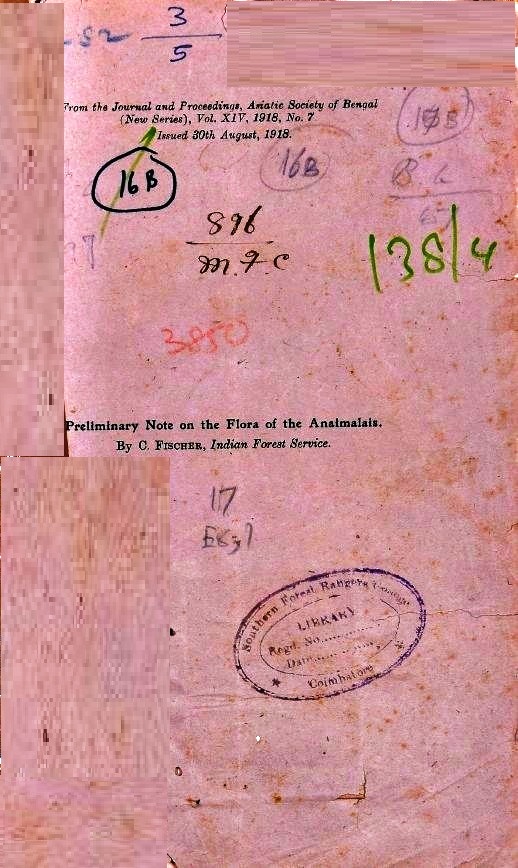 3
52
5
From the Journal and Proceedings, Asiatic Society of Bengal
(New Series), Vol. XIV, 1918, No. 7
Issued 30th August, 1918.
16B
16B
16B
896
M.F.C
138/4
3850
Preliminary Note on the Flora of the Anaimalais.
By C. FISCHER, Indian Forest Service.
17
Southern Forest Rangers College
LIBRARY
Regd. No.............
Date..............
Coimbatore